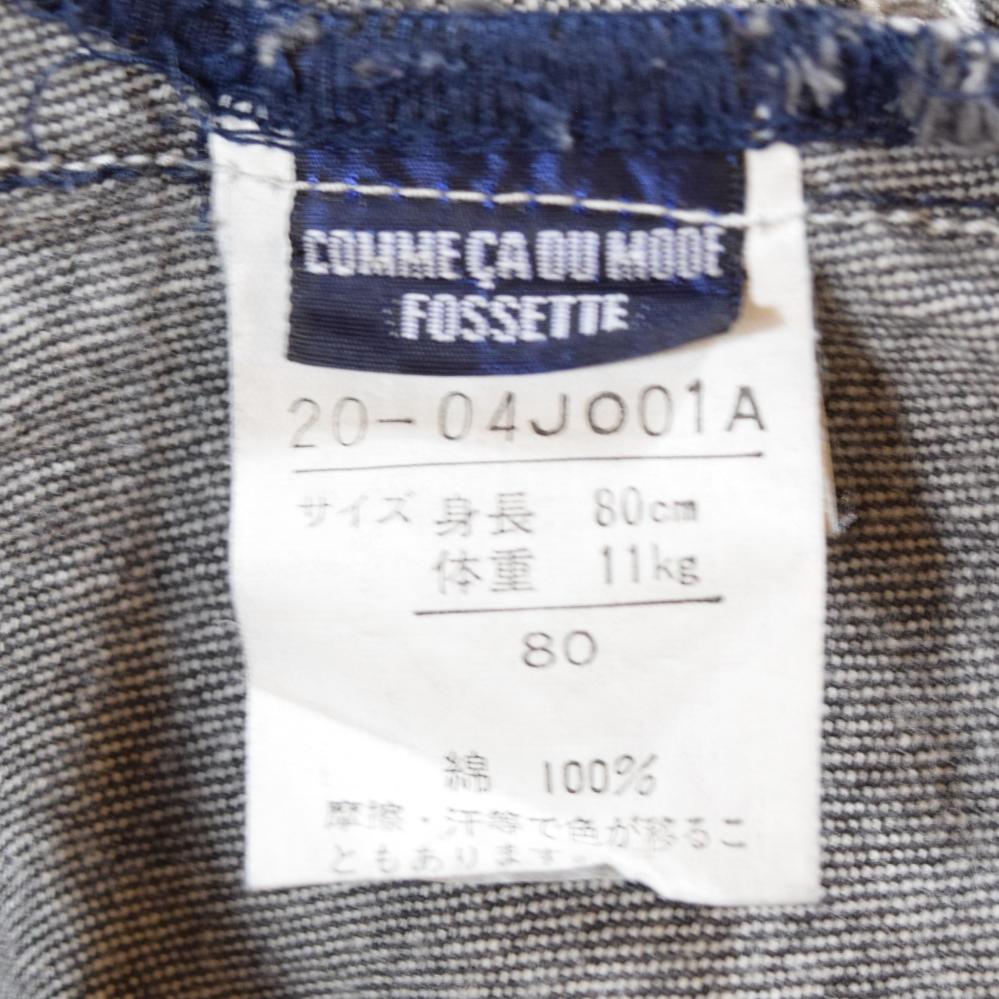 COMME ÇA DU MODE
FOSSETTE
20-04JO01A
サイズ 身長 80cm
体重 11kg
80
綿 100%
摩擦・汗等で色が移るこ
ともあります。